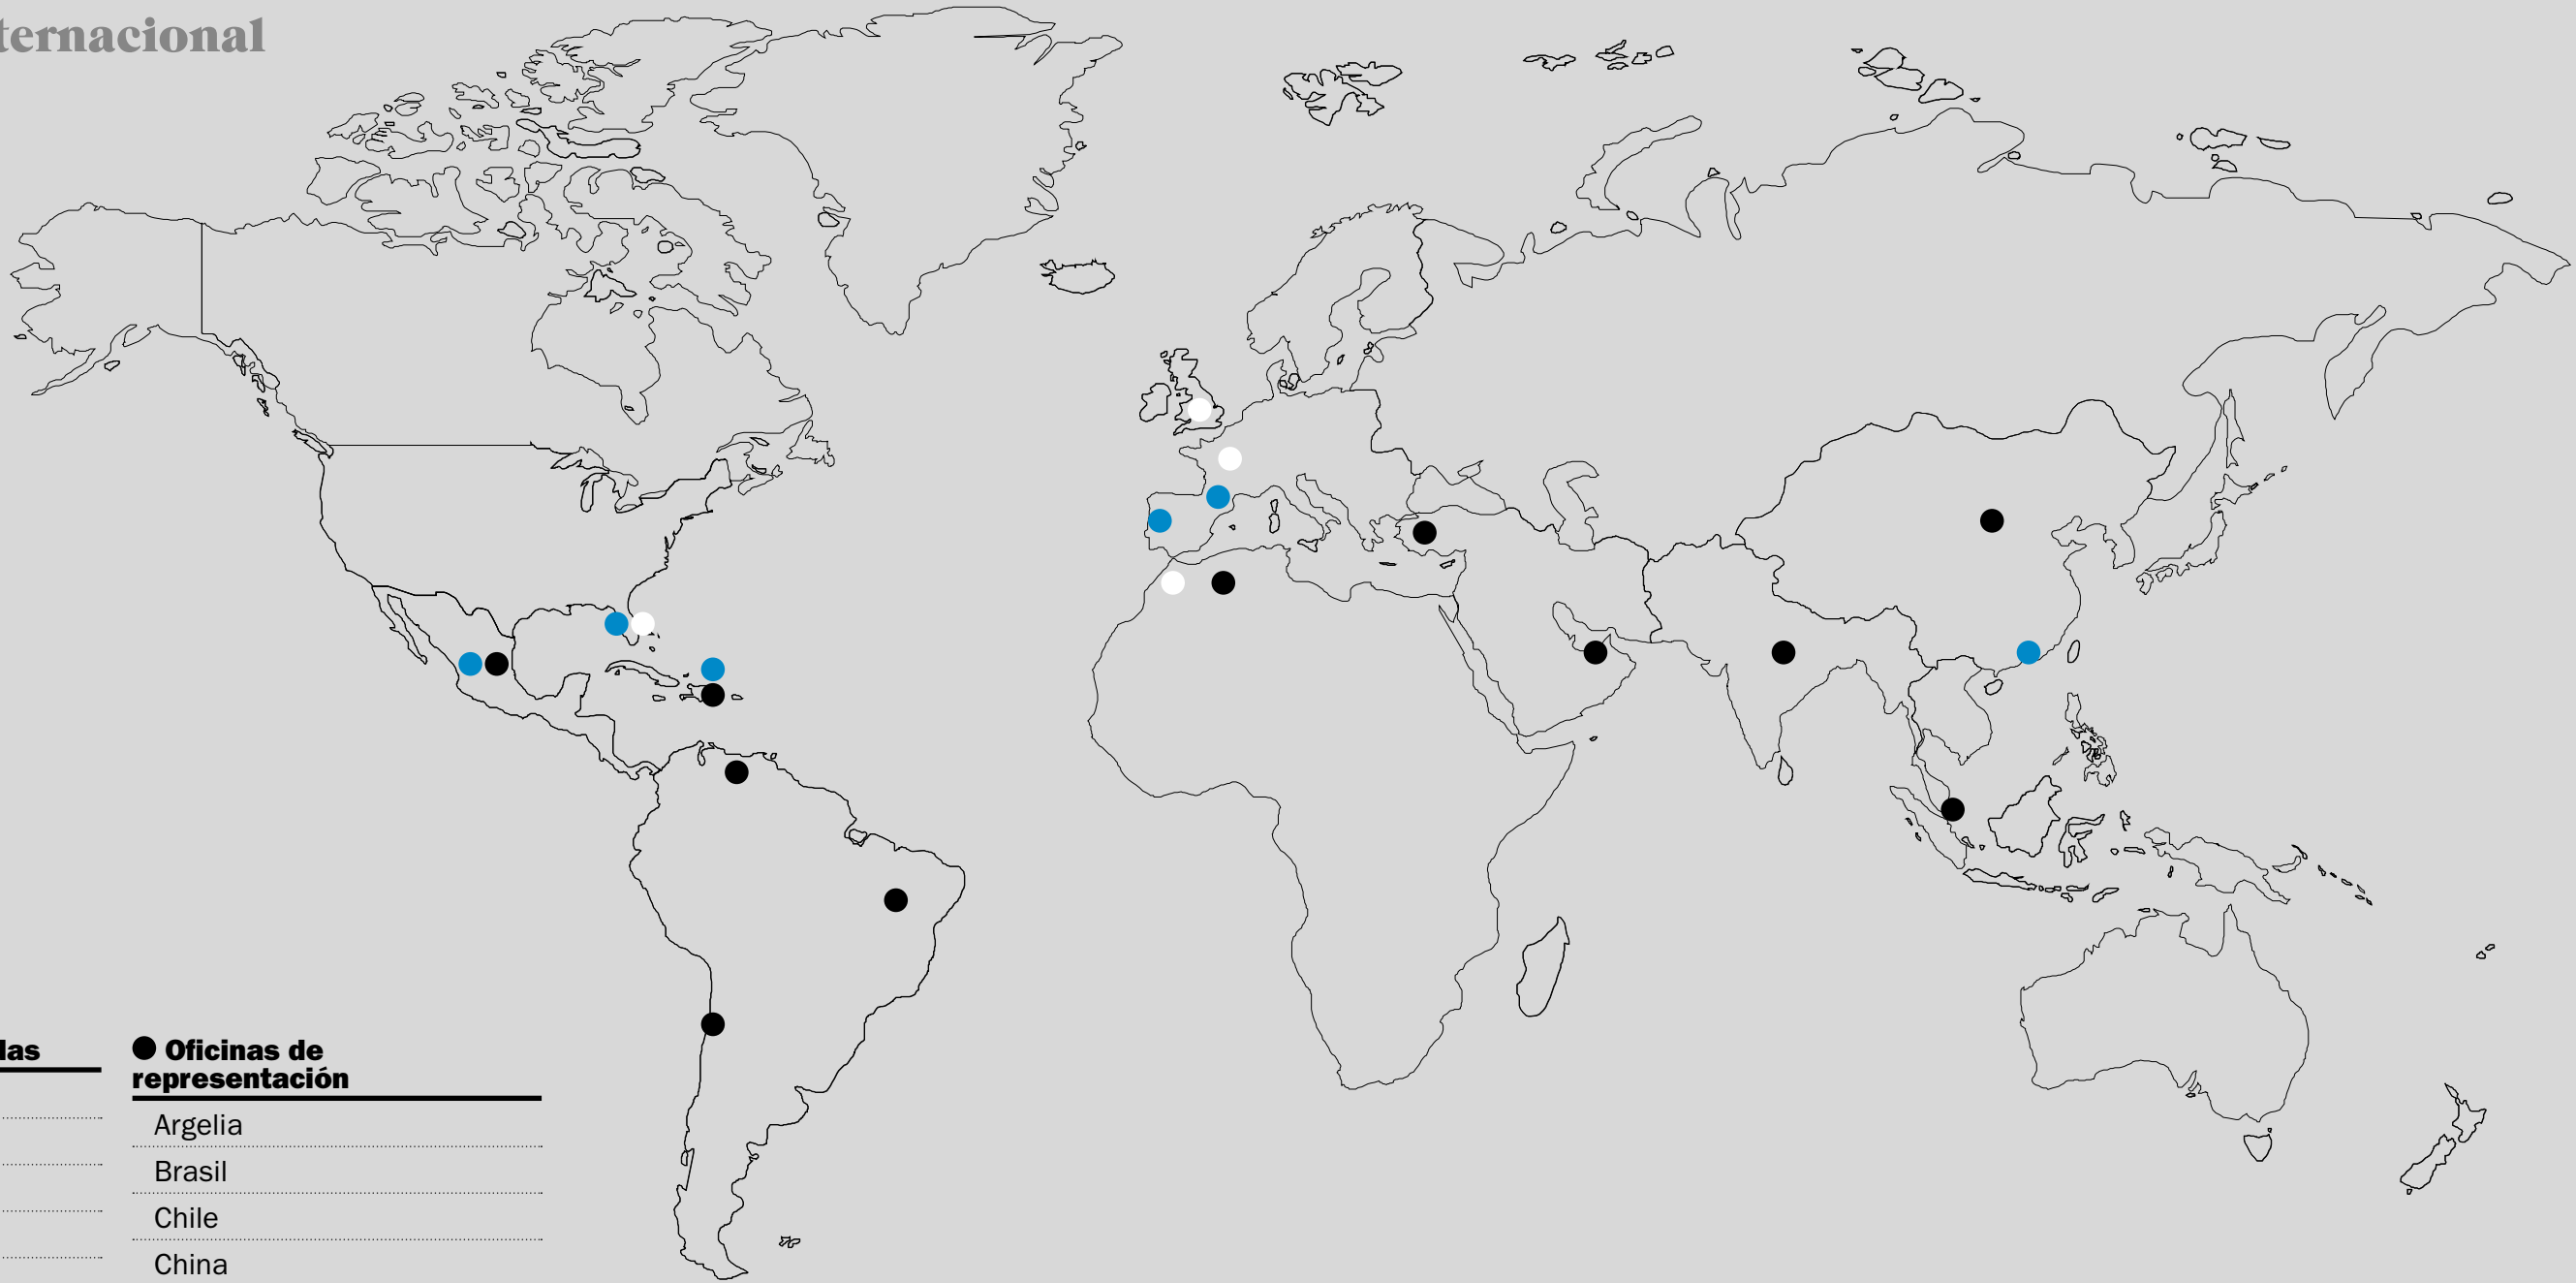 ternacional
las
Oficinas de
representación
Argelia
Brasil
Chile
China